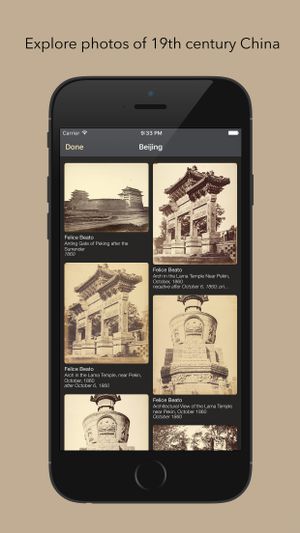 Explore photos of 19th century China
Carrier
9:33 PM
Done
Beijing
Felice Beato
Anting Gate of Peking after the
Surrender
1860
Felice Beato
Arch in the Lama Temple Near Pekin,
October, 1860
negative after October 6, 1860; pri...
Felice Beato
Arch in the Lama Temple, near Pekin,
October, 1860
after October 6, 1860
Felice Beato
Architectural View of the Lama Temple
near Pekin, October 1860